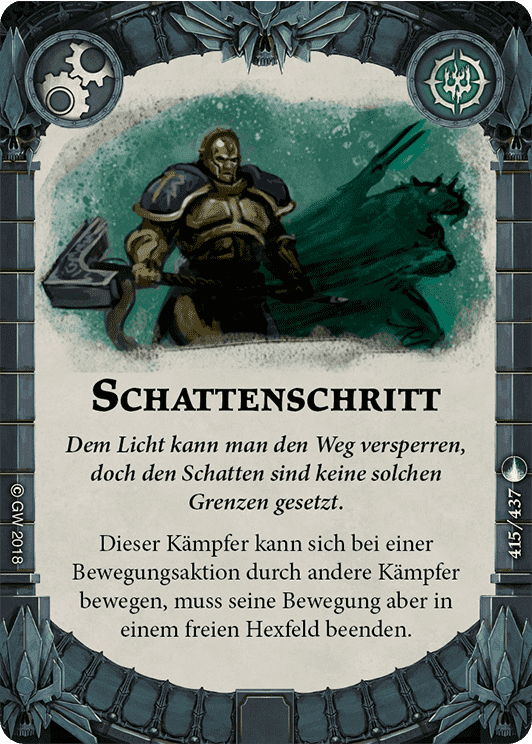 SCHATTENSCHRITT
Dem Licht kann man den Weg versperren,
doch den Schatten sind keine solchen
Grenzen gesetzt.
Dieser Kämpfer kann sich bei einer
Bewegungsaktion durch andere Kämpfer
bewegen, muss seine Bewegung aber in
einem freien Hexfeld beenden.
© GW 2018
415/437